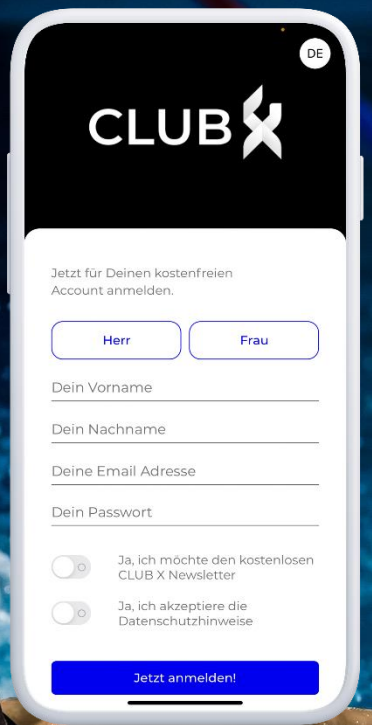 DE
CLUB X
Jetzt für Deinen kostenfreien
Account anmelden.
Herr Frau
Dein Vorname
Dein Nachname
Deine Email Adresse
Dein Passwort
Ja, ich möchte den kostenlosen
CLUB X Newsletter
Ja, ich akzeptiere die
Datenschutzhinweise
Jetzt anmelden!